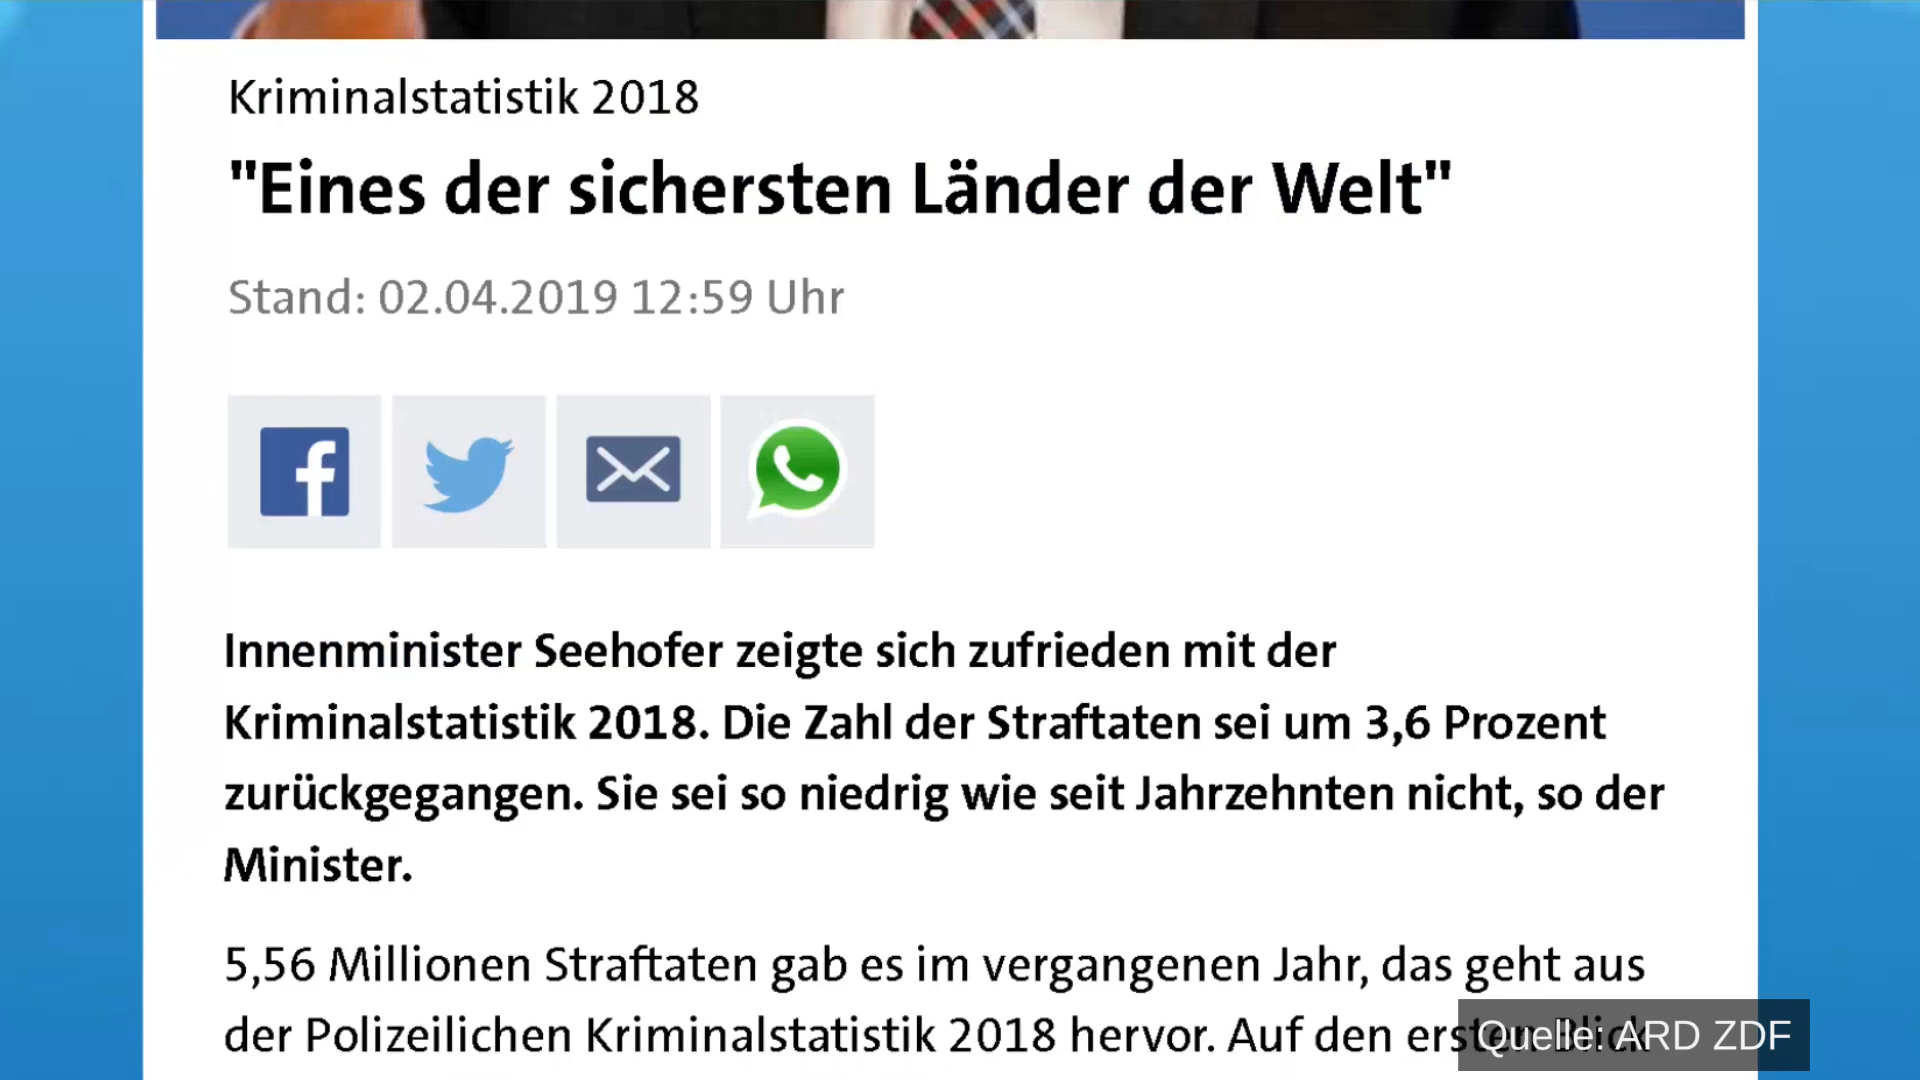 Kriminalstatistik 2018
"Eines der sichersten Länder der Welt"
Stand: 02.04.2019 12:59 Uhr
Innenminister Seehofer zeigte sich zufrieden mit der
Kriminalstatistik 2018. Die Zahl der Straftaten sei um 3,6 Prozent
zurückgegangen. Sie sei so niedrig wie seit Jahrzehnten nicht, so der
Minister.
5,56 Millionen Straftaten gab es im vergangenen Jahr, das geht aus
der Polizeilichen Kriminalstatistik 2018 hervor. Auf den ersten Blick
Quelle: ARD ZDF